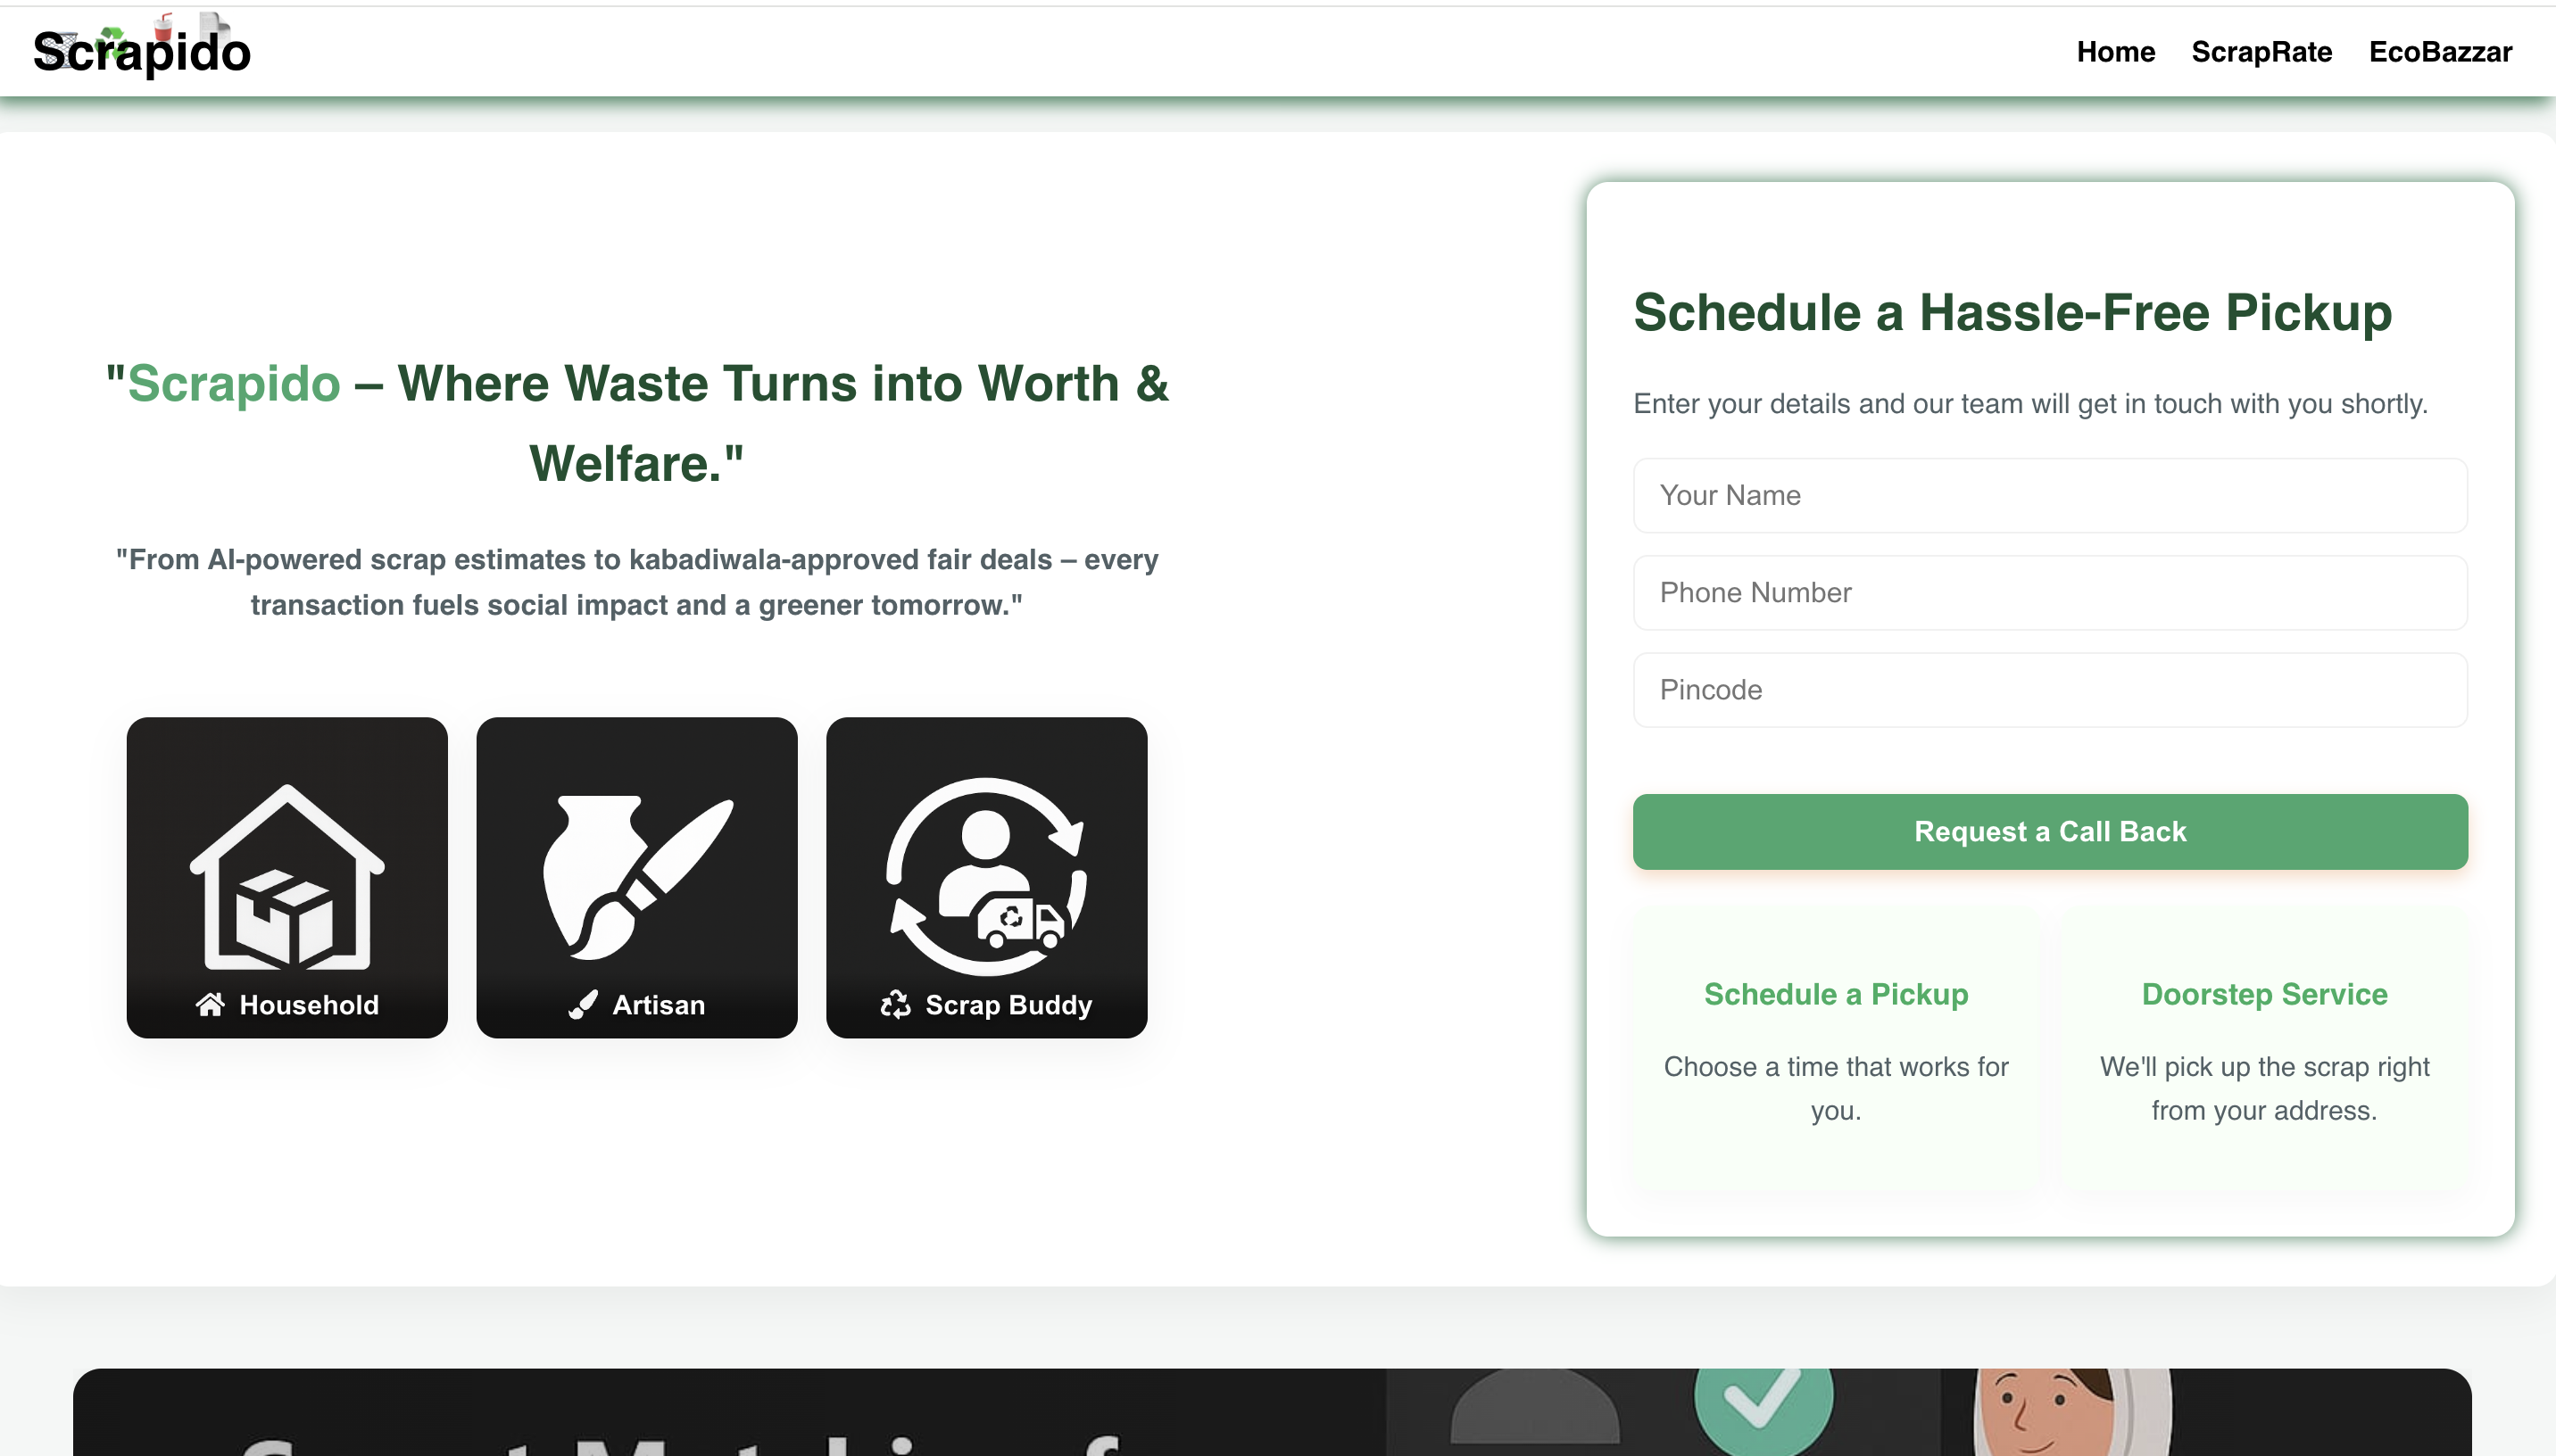 Scrapido
Home ScrapRate EcoBazzar
"Scrapido – Where Waste Turns into Worth &
Welfare."
"From AI-powered scrap estimates to kabadiwala-approved fair deals – every
transaction fuels social impact and a greener tomorrow."
Household
Artisan
Scrap Buddy
Schedule a Hassle-Free Pickup
Enter your details and our team will get in touch with you shortly.
Your Name
Phone Number
Pincode
Request a Call Back
Schedule a Pickup
Choose a time that works for
you.
Doorstep Service
We'll pick up the scrap right
from your address.